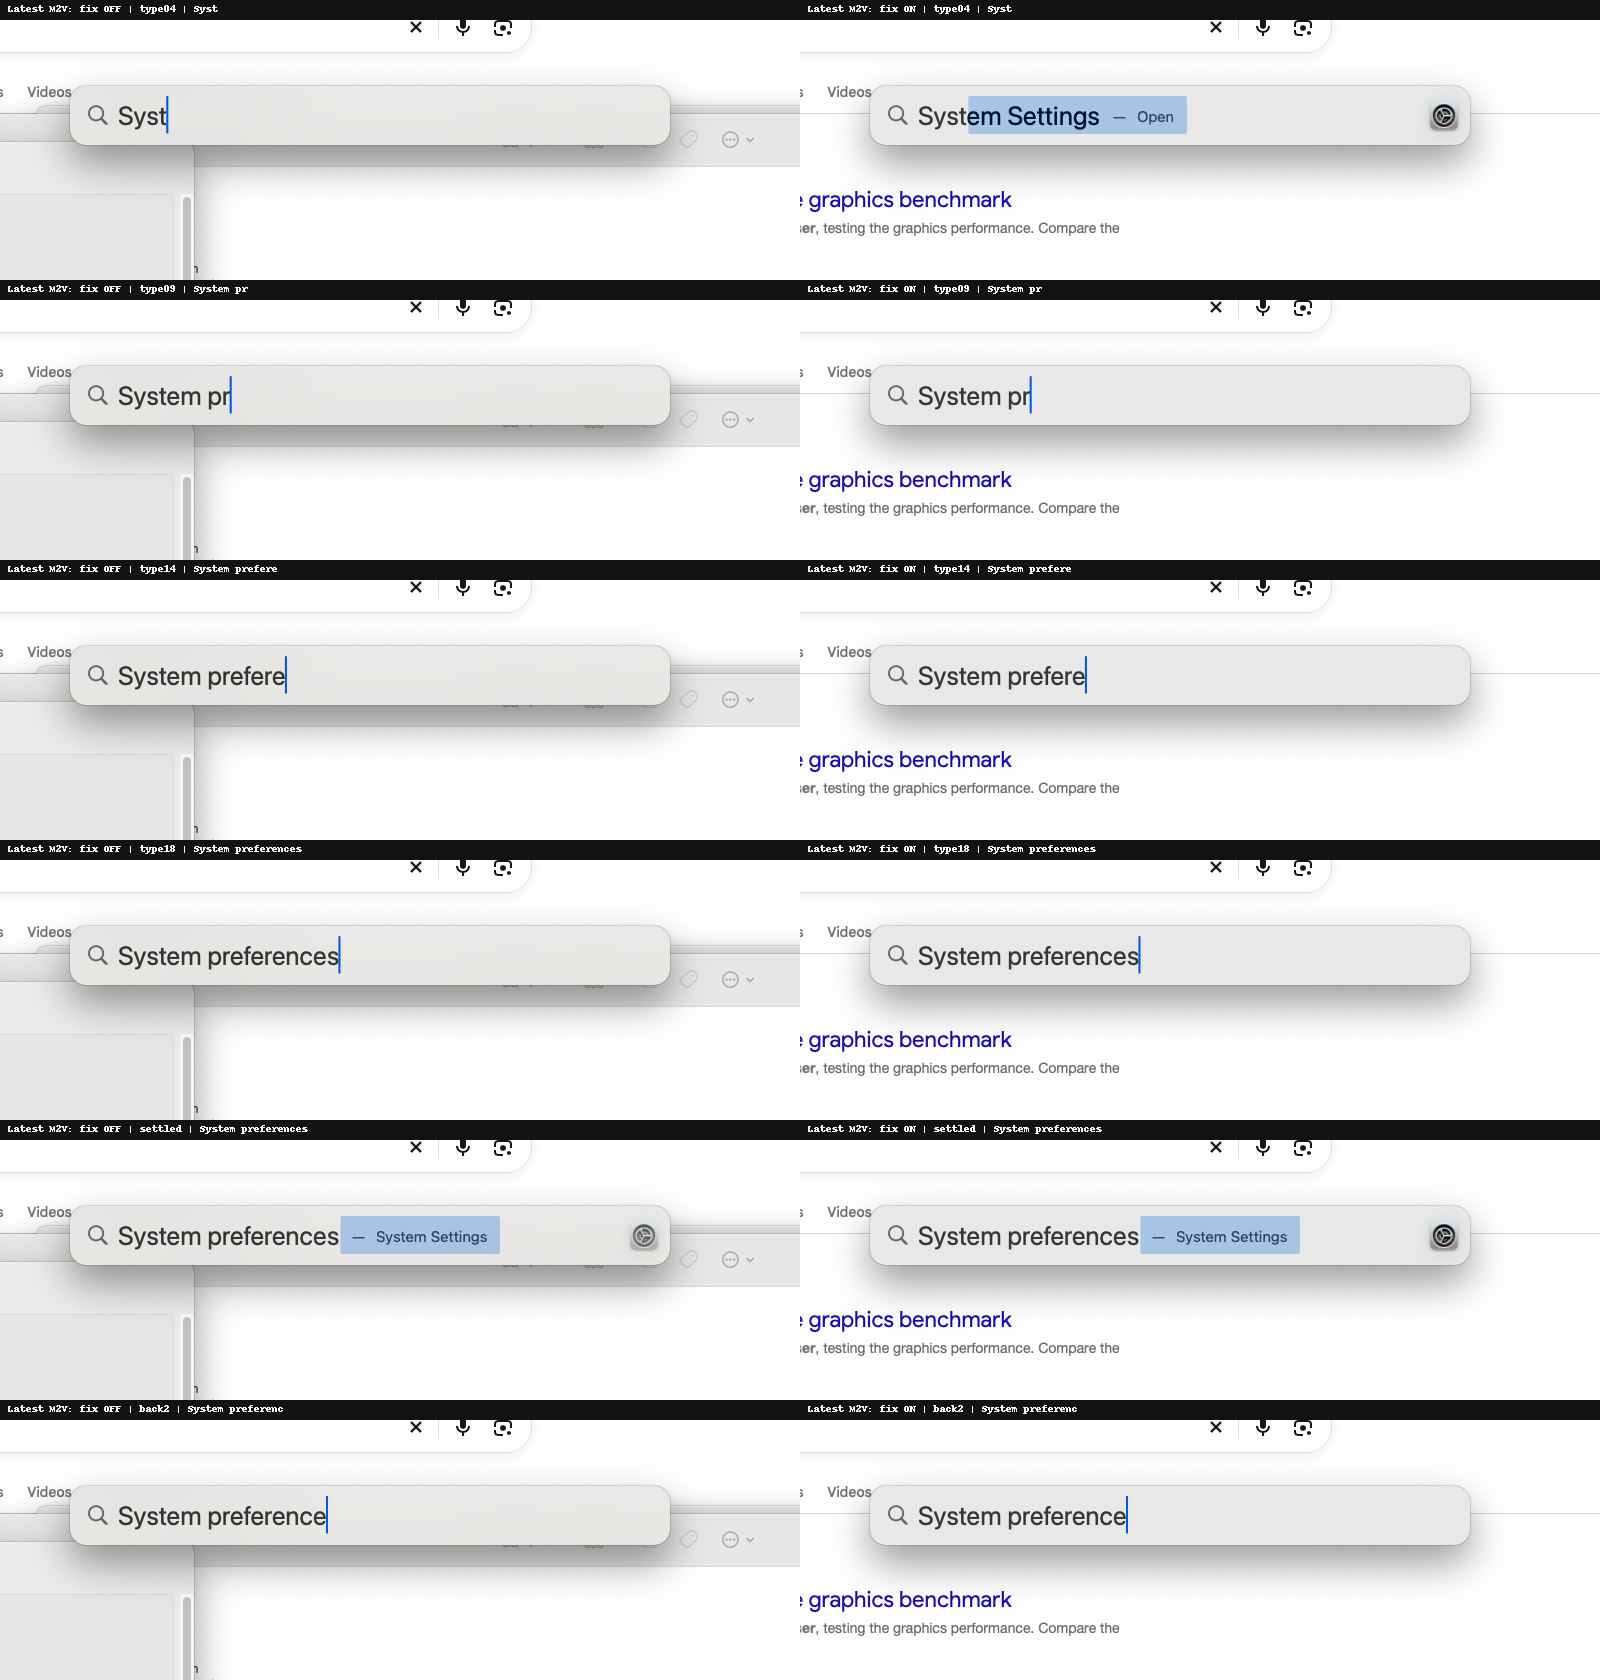 Latest M2V: fix OFF | type04 | Syst
Latest M2V: fix ON | type04 | Syst
Videos
Syst
Videos
System Settings — Open
graphics benchmark
er, testing the graphics performance. Compare the
Latest M2V: fix OFF | type09 | System pr
Latest M2V: fix ON | type09 | System pr
Videos
System pr
Videos
System pr
graphics benchmark
er, testing the graphics performance. Compare the
Latest M2V: fix OFF | type14 | System prefere
Latest M2V: fix ON | type14 | System prefere
Videos
System prefere
Videos
System prefere
graphics benchmark
er, testing the graphics performance. Compare the
Latest M2V: fix OFF | type18 | System preferences
Latest M2V: fix ON | type18 | System preferences
Videos
System preferences
Videos
System preferences
graphics benchmark
er, testing the graphics performance. Compare the
Latest M2V: fix OFF | settled | System preferences
Latest M2V: fix ON | settled | System preferences
Videos
System preferences — System Settings
Videos
System preferences — System Settings
graphics benchmark
er, testing the graphics performance. Compare the
Latest M2V: fix OFF | back2 | System preferenc
Latest M2V: fix ON | back2 | System preferenc
Videos
System preference
Videos
System preference
graphics benchmark
er, testing the graphics performance. Compare the